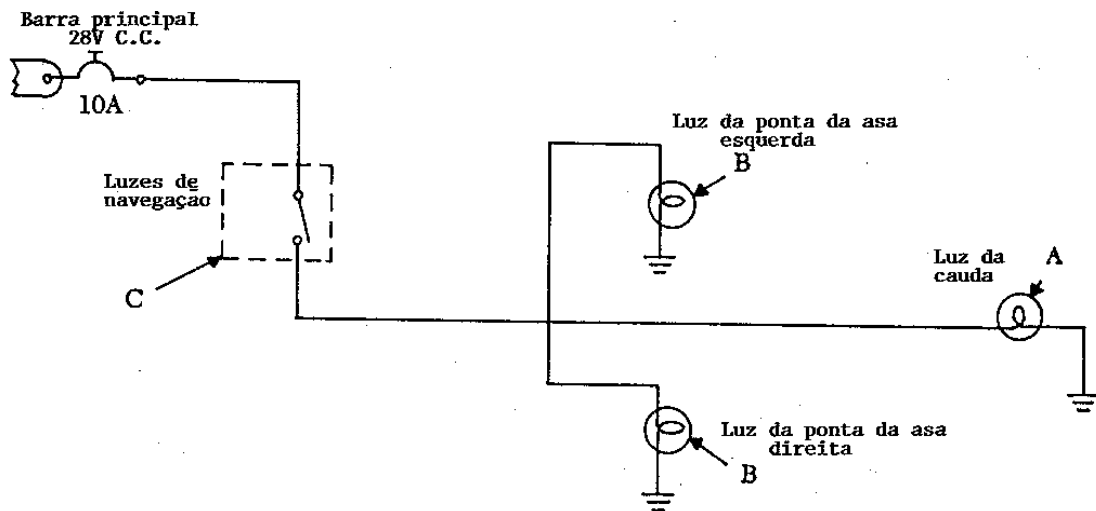 Barra principal
28V C.C.
10A
Luzes de
navegaçao
C
Luz da ponta da asa
esquerda
B
Luz da
cauda
A
Luz da ponta da asa
direita
B